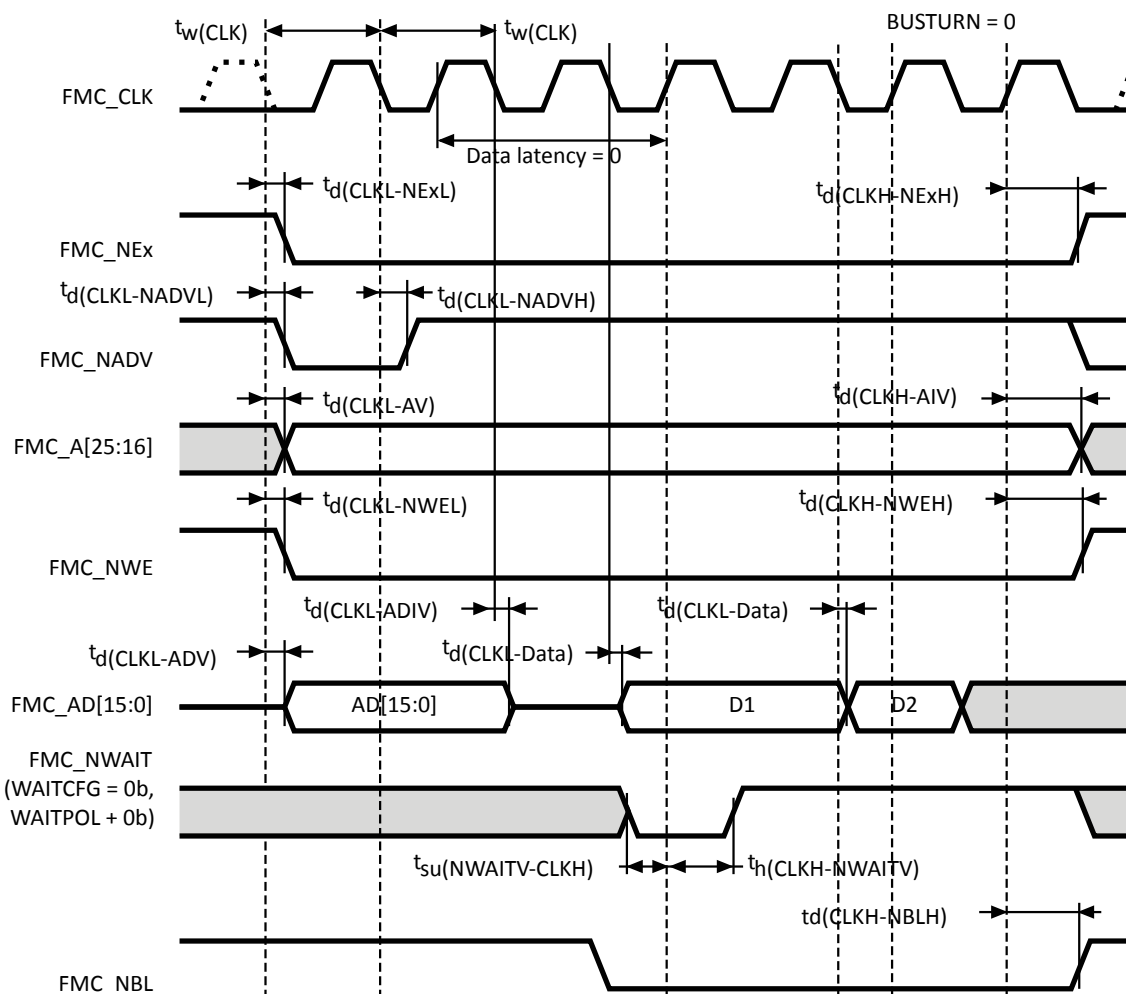 BUSTURN = 0
tw(CLK) tw(CLK)
FMC_CLK
Data latency = 0
td(CLKL-NExL) td(CLKH-NExH)
FMC_NEx
td(CLKL-NADVL) td(CLKL-NADVH)
FMC_NADV
td(CLKL-AV) td(CLKH-AIV)
FMC_A[25:16]
td(CLKL-NWEL) td(CLKH-NWEH)
FMC_NWE
td(CLKL-ADIV) td(CLKL-Data)
td(CLKL-ADV) td(CLKL-Data)
FMC_AD[15:0] AD[15:0] D1 D2
FMC_NWAIT
(WAITCFG = 0b,
WAITPOL + 0b)
tsu(NWAITV-CLKH) th(CLKH-NWAITV)
td(CLKH-NBLH)
FMC_NBL